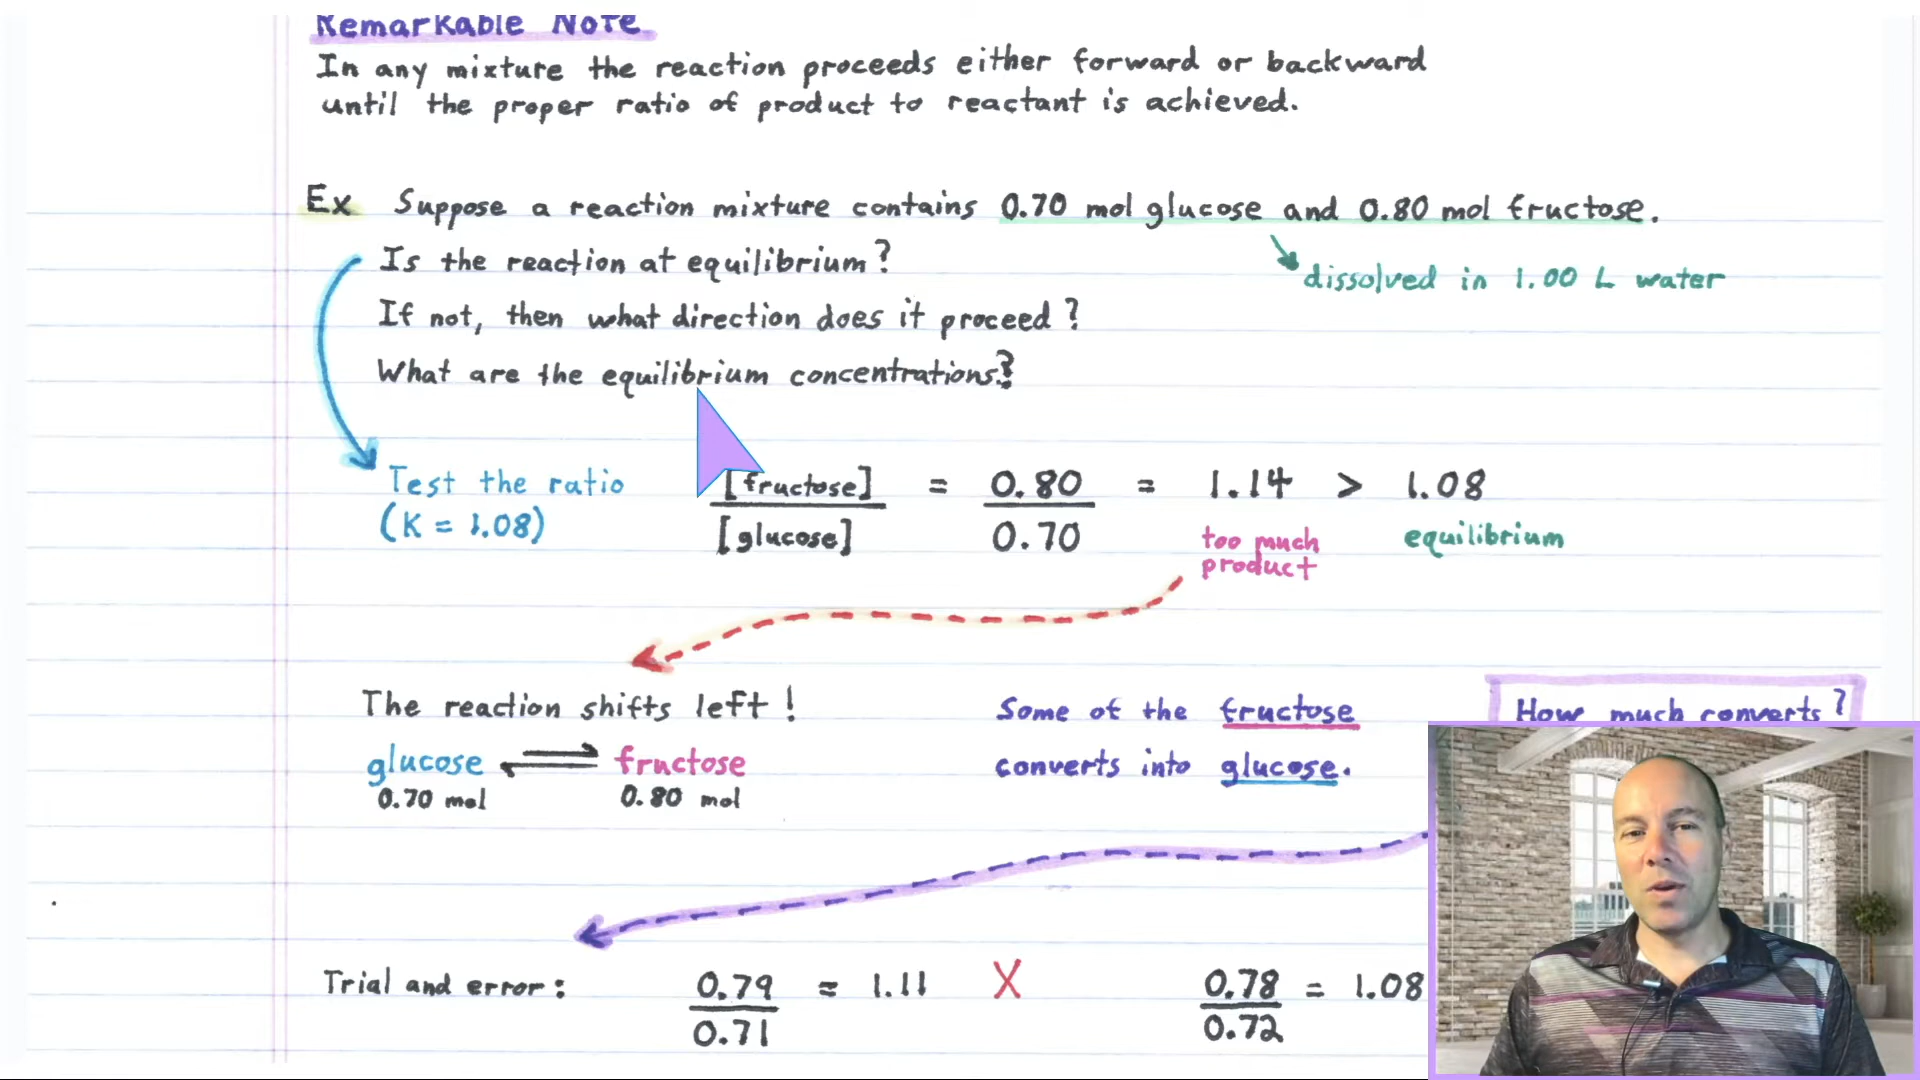 Remarkable Note
In any mixture the reaction proceeds either forward or backward
until the proper ratio of product to reactant is achieved.
Ex Suppose a reaction mixture contains 0.70 mol glucose and 0.80 mol fructose.
dissolved in 1.00 L water
Is the reaction at equilibrium?
If not, then what direction does it proceed?
What are the equilibrium concentrations?
Test the ratio
(K = 1.08)
[fructose] = 0.80 = 1.14 > 1.08
[glucose] 0.70
too much
product
equilibrium
The reaction shifts left!
glucose ⇌ fructose
0.70 mol 0.80 mol
Some of the fructose
converts into glucose.
How much converts?
Trial and error: 0.79 = 1.11 X 0.78 = 1.08
0.71 0.72